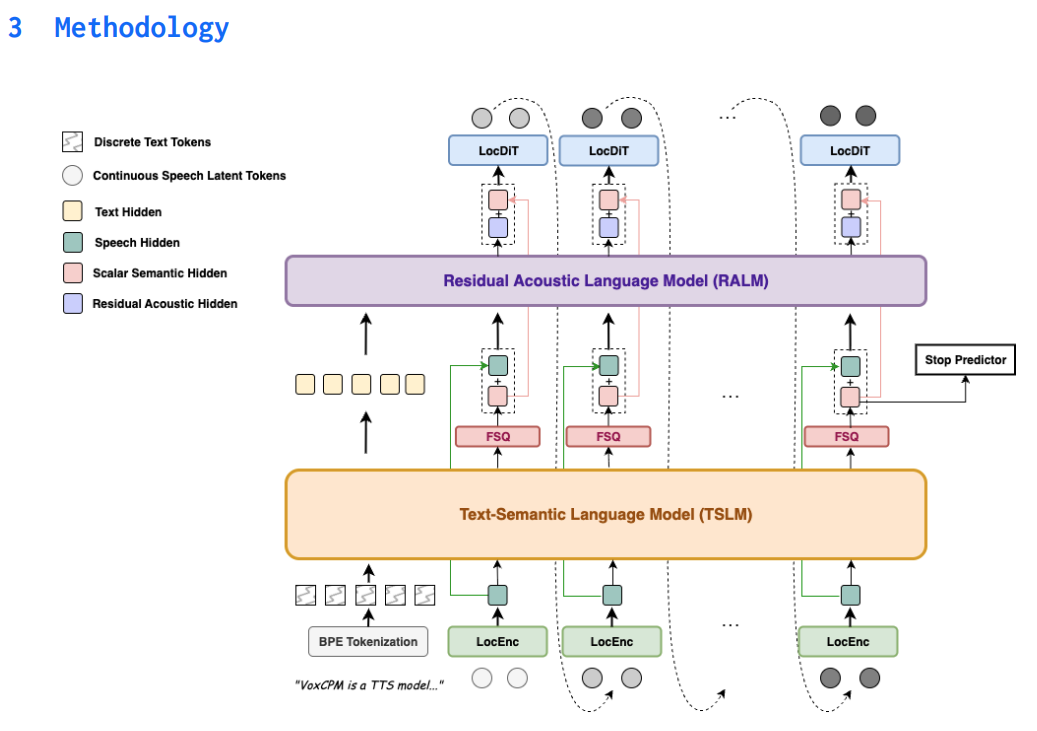 3 Methodology
Discrete Text Tokens
Continuous Speech Latent Tokens
Text Hidden
Speech Hidden
Scalar Semantic Hidden
Residual Acoustic Hidden
LocDiT
LocDiT
...
LocDiT
+
+
+
Residual Acoustic Language Model (RALM)
Stop Predictor
+
+
...
+
FSQ
FSQ
FSQ
Text-Semantic Language Model (TSLM)
BPE Tokenization
LocEnc
LocEnc
...
LocEnc
"VoxCPM is a TTS model..."